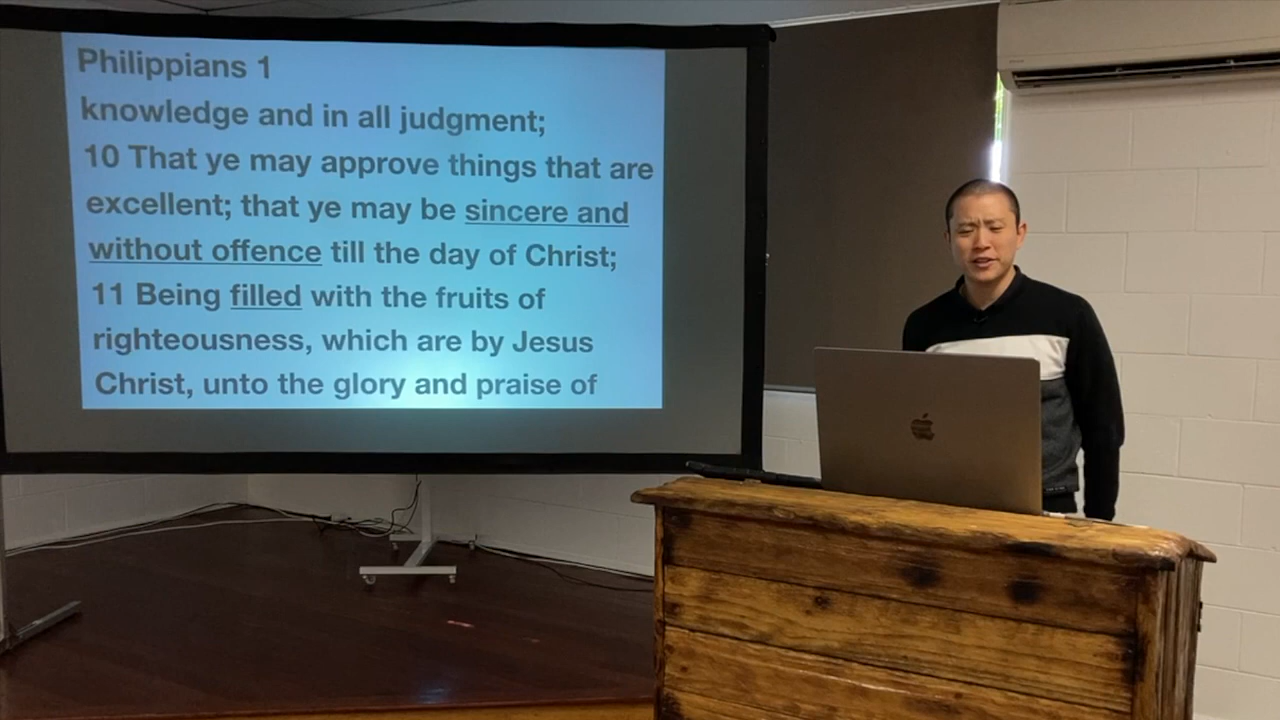 Philippians 1
knowledge and in all judgment;
10 That ye may approve things that are
excellent; that ye may be sincere and
without offence till the day of Christ;
11 Being filled with the fruits of
righteousness, which are by Jesus
Christ, unto the glory and praise of